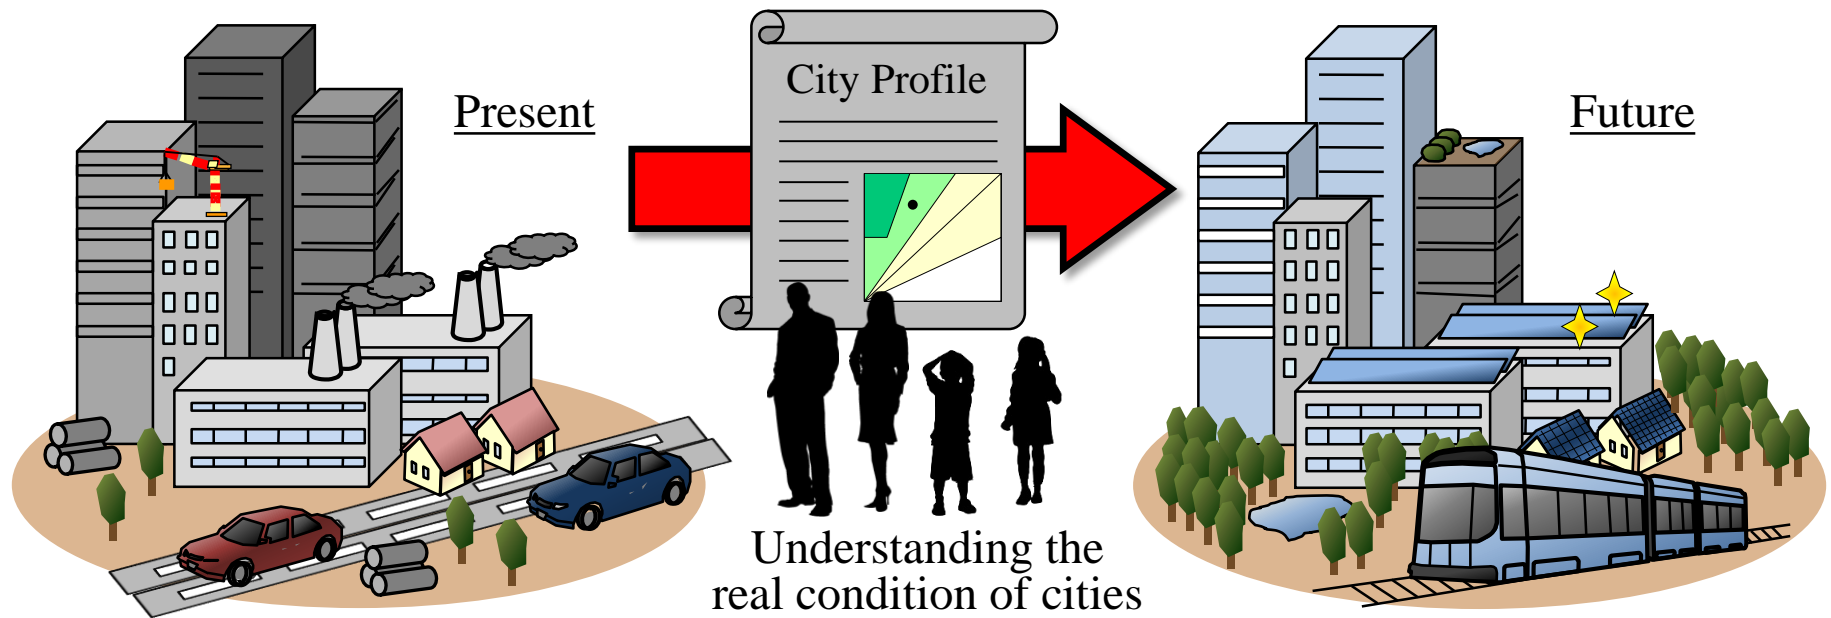 Present
City Profile
Future
Understanding the
real condition of cities